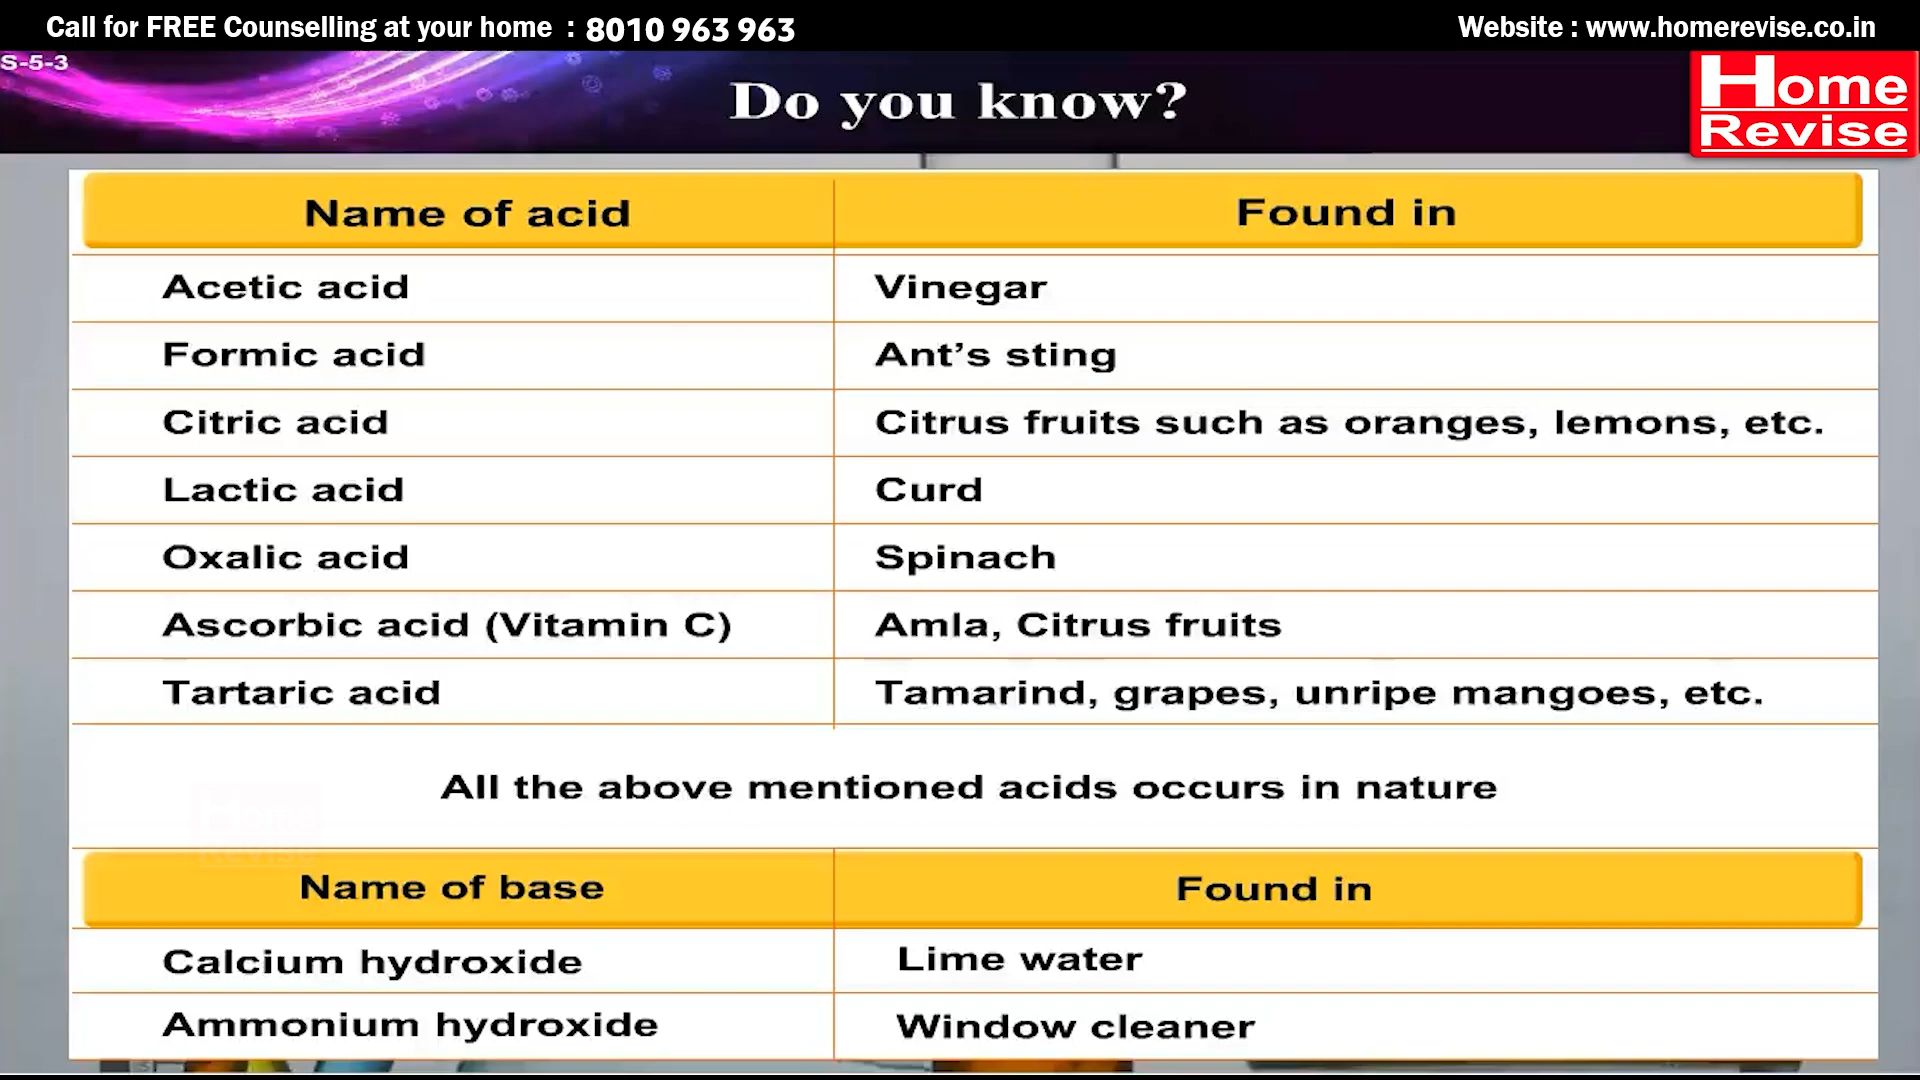 Call for FREE Counselling at your home : 8010 963 963 Website : www.homerevise.co.in
S-5-3
Do you know?
Home
Revise
Name of acid Found in
Acetic acid Vinegar
Formic acid Ant’s sting
Citric acid Citrus fruits such as oranges, lemons, etc.
Lactic acid Curd
Oxalic acid Spinach
Ascorbic acid (Vitamin C) Amla, Citrus fruits
Tartaric acid Tamarind, grapes, unripe mangoes, etc.
All the above mentioned acids occurs in nature
Home
Revise
Name of base Found in
Calcium hydroxide Lime water
Ammonium hydroxide Window cleaner